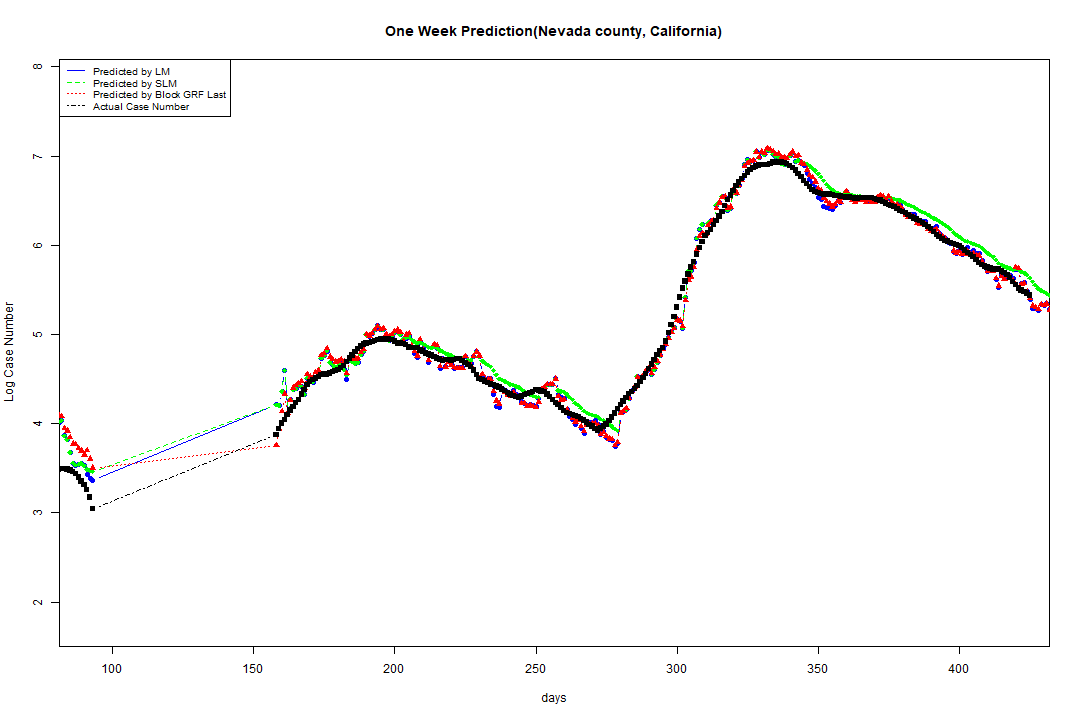 One Week Prediction(Nevada county, California)
Predicted by LM
Predicted by SLM
Predicted by Block GRF Last
Actual Case Number
8
7
6
5
4
3
2
Log Case Number
100 150 200 250 300 350 400
days